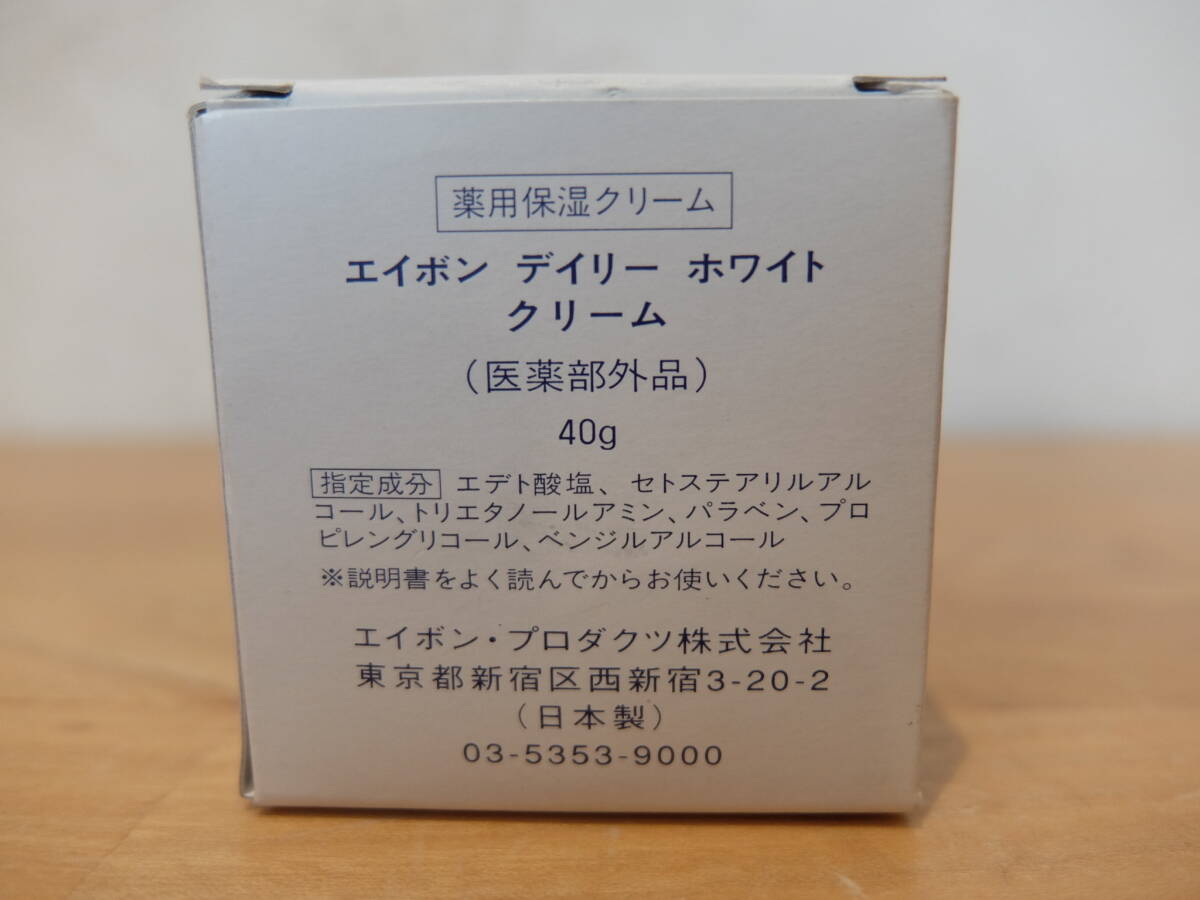 薬用保湿クリーム
エイボン デイリー ホワイト
クリーム
(医薬部外品)
40g
指定成分 エデト酸塩、セトステアリルアル
コール、トリエタノールアミン、パラベン、プロ
ピレングリコール、ベンジルアルコール
※説明書をよく読んでからお使いください。
エイボン・プロダクツ株式会社
東京都新宿区西新宿3-20-2
(日本製)
03-5353-9000